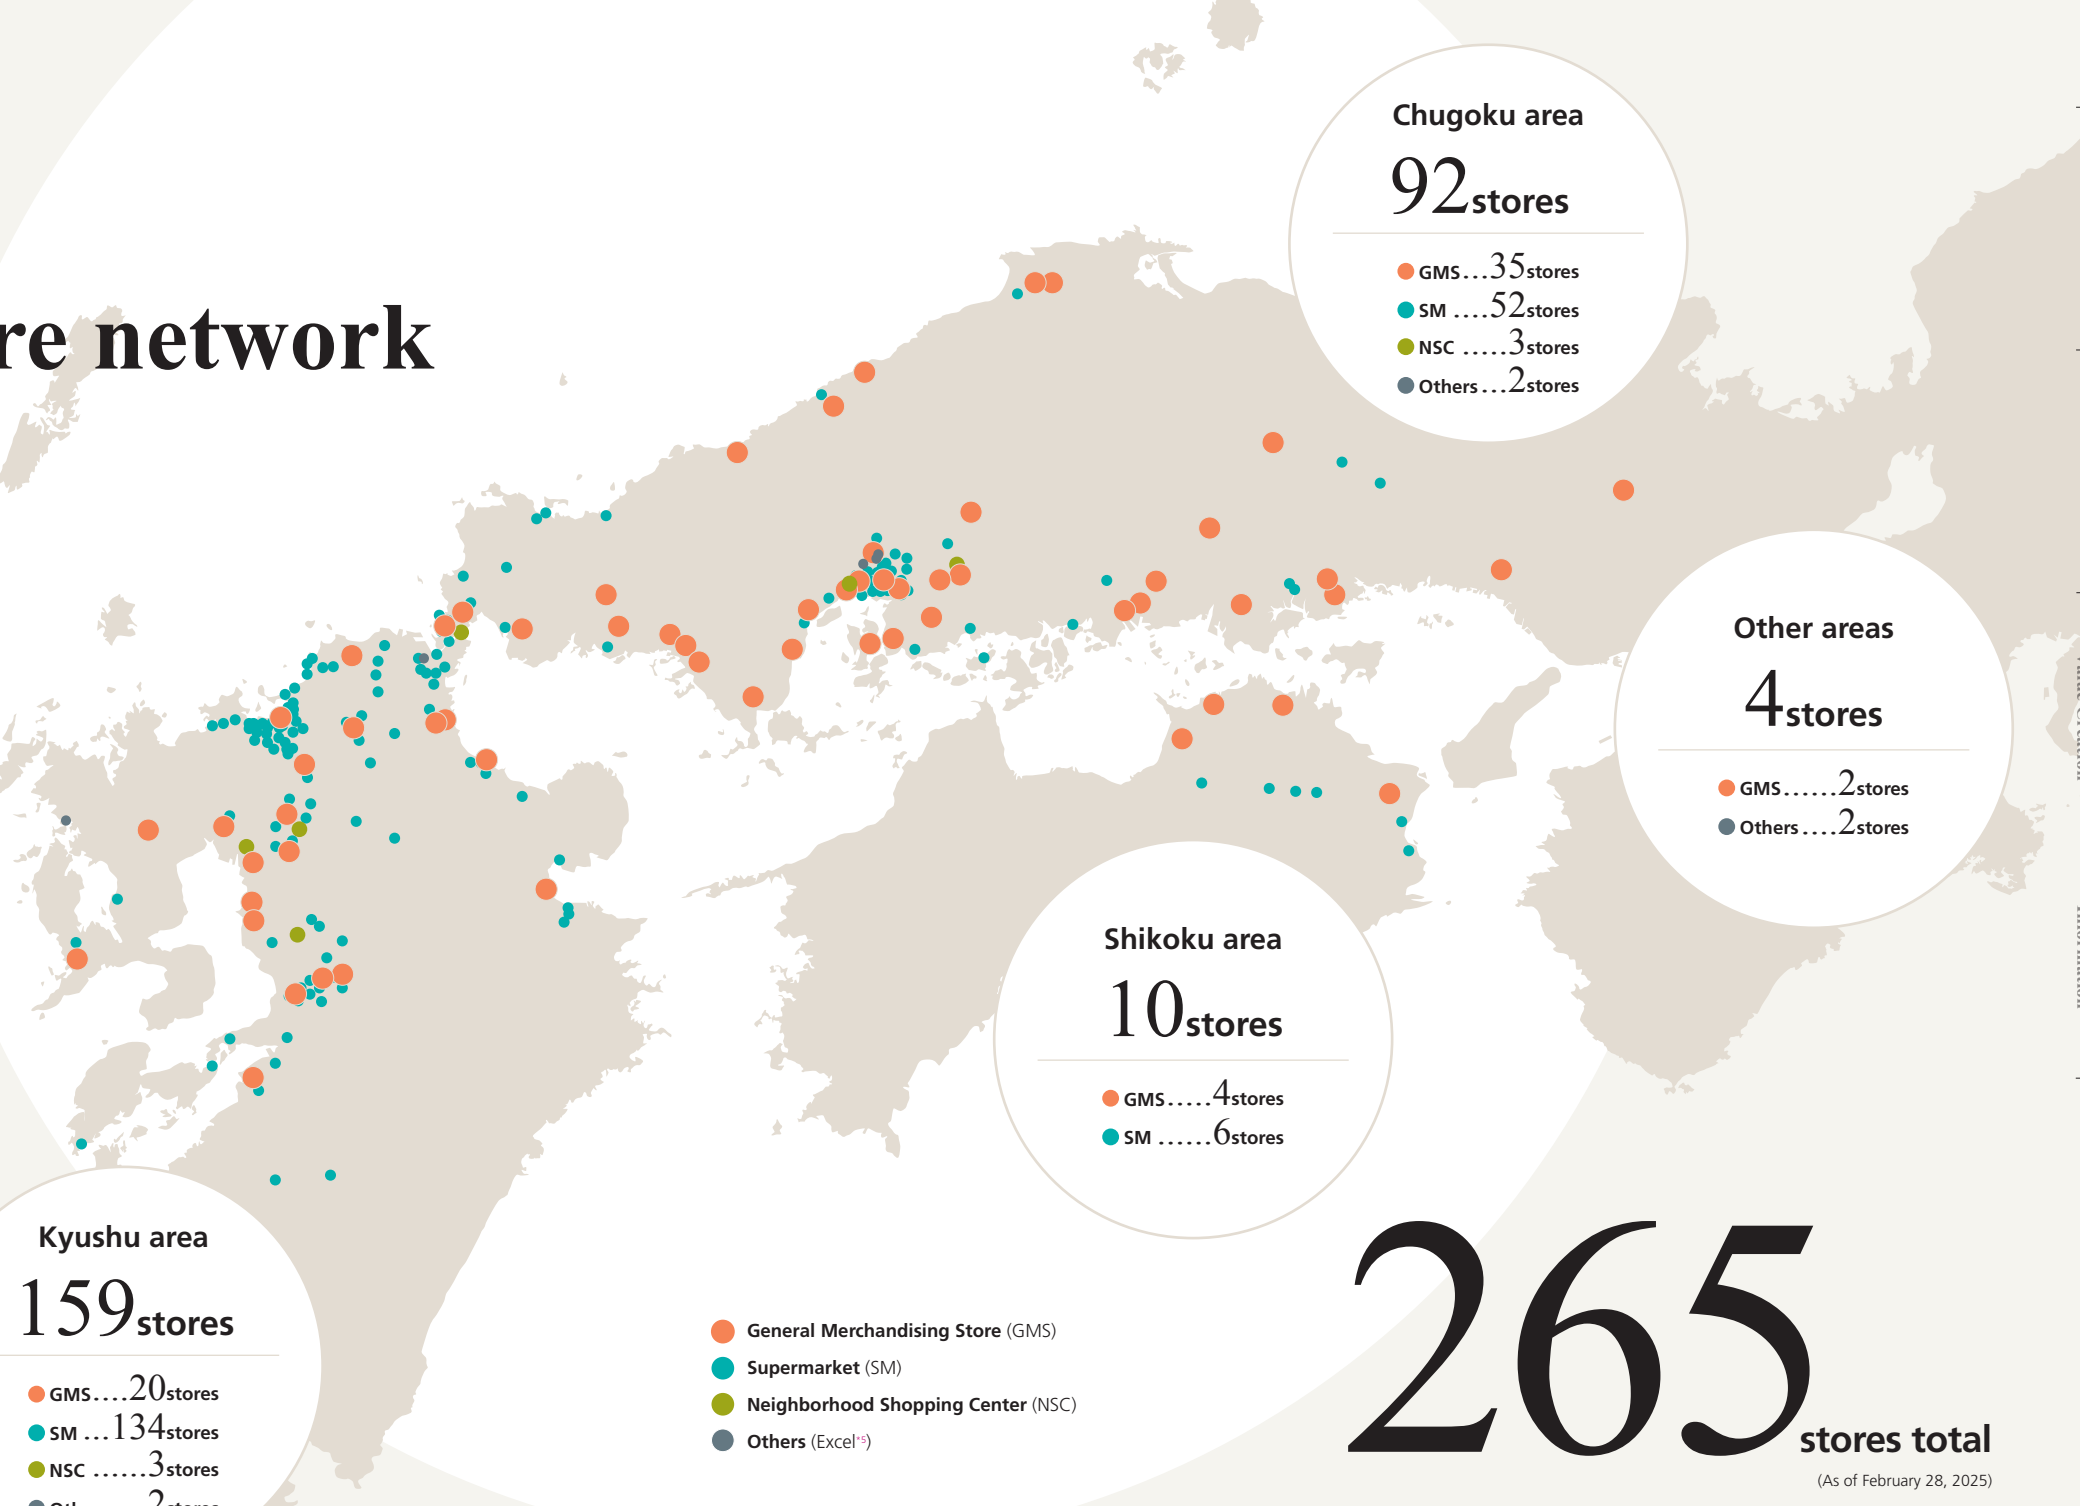 re network
Chugoku area
92stores
GMS...35stores
SM ....52stores
NSC .....3stores
Others...2stores
Other areas
4stores
GMS......2stores
Others....2stores
Shikoku area
10stores
GMS.....4stores
SM ......6stores
Kyushu area
159stores
GMS....20stores
SM ...134stores
NSC ......3stores
2stores
General Merchandising Store (GMS)
Supermarket (SM)
Neighborhood Shopping Center (NSC)
Others (Excel*5)
265stores total
(As of February 28, 2025)